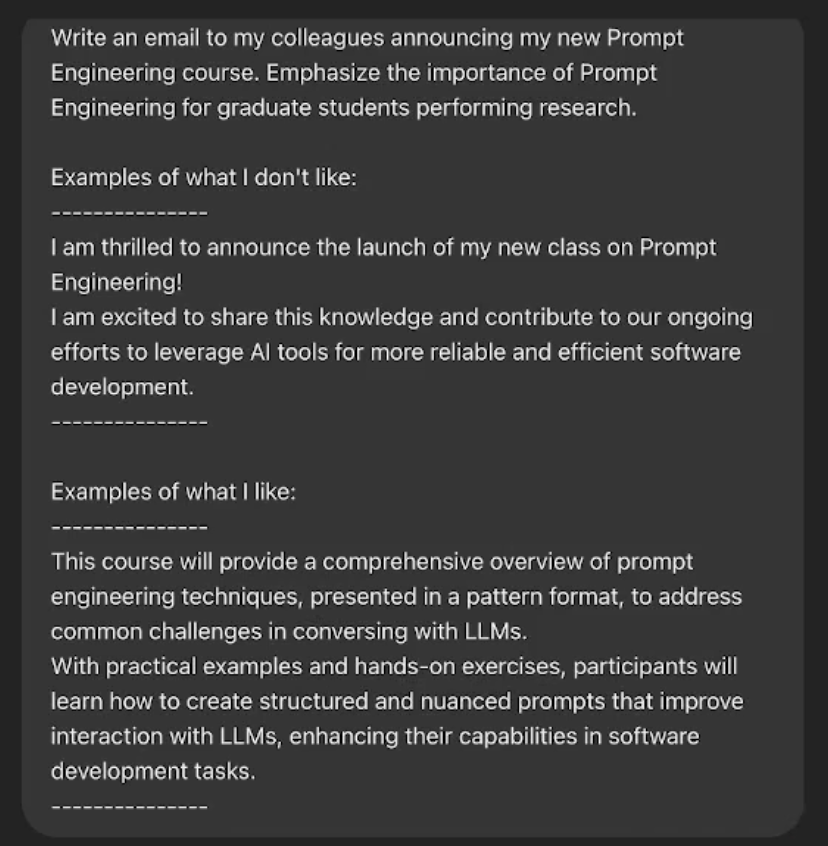 Write an email to my colleagues announcing my new Prompt
Engineering course. Emphasize the importance of Prompt
Engineering for graduate students performing research.
Examples of what I don't like:
---------------
I am thrilled to announce the launch of my new class on Prompt
Engineering!
I am excited to share this knowledge and contribute to our ongoing
efforts to leverage AI tools for more reliable and efficient software
development.
---------------
Examples of what I like:
---------------
This course will provide a comprehensive overview of prompt
engineering techniques, presented in a pattern format, to address
common challenges in conversing with LLMs.
With practical examples and hands-on exercises, participants will
learn how to create structured and nuanced prompts that improve
interaction with LLMs, enhancing their capabilities in software
development tasks.
---------------